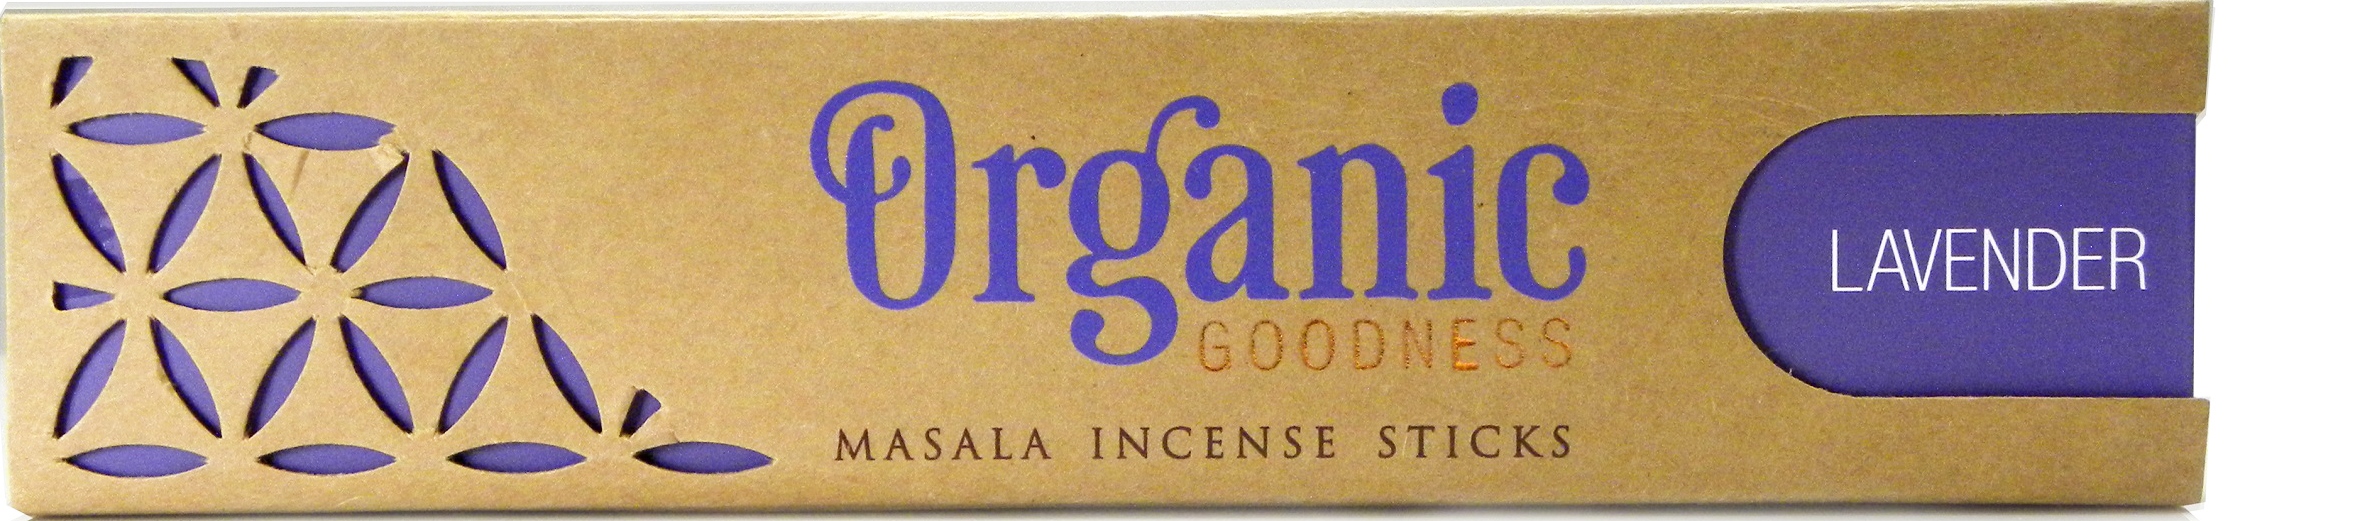 Organic
GOODNESS
MASALA INCENSE STICKS
LAVENDER